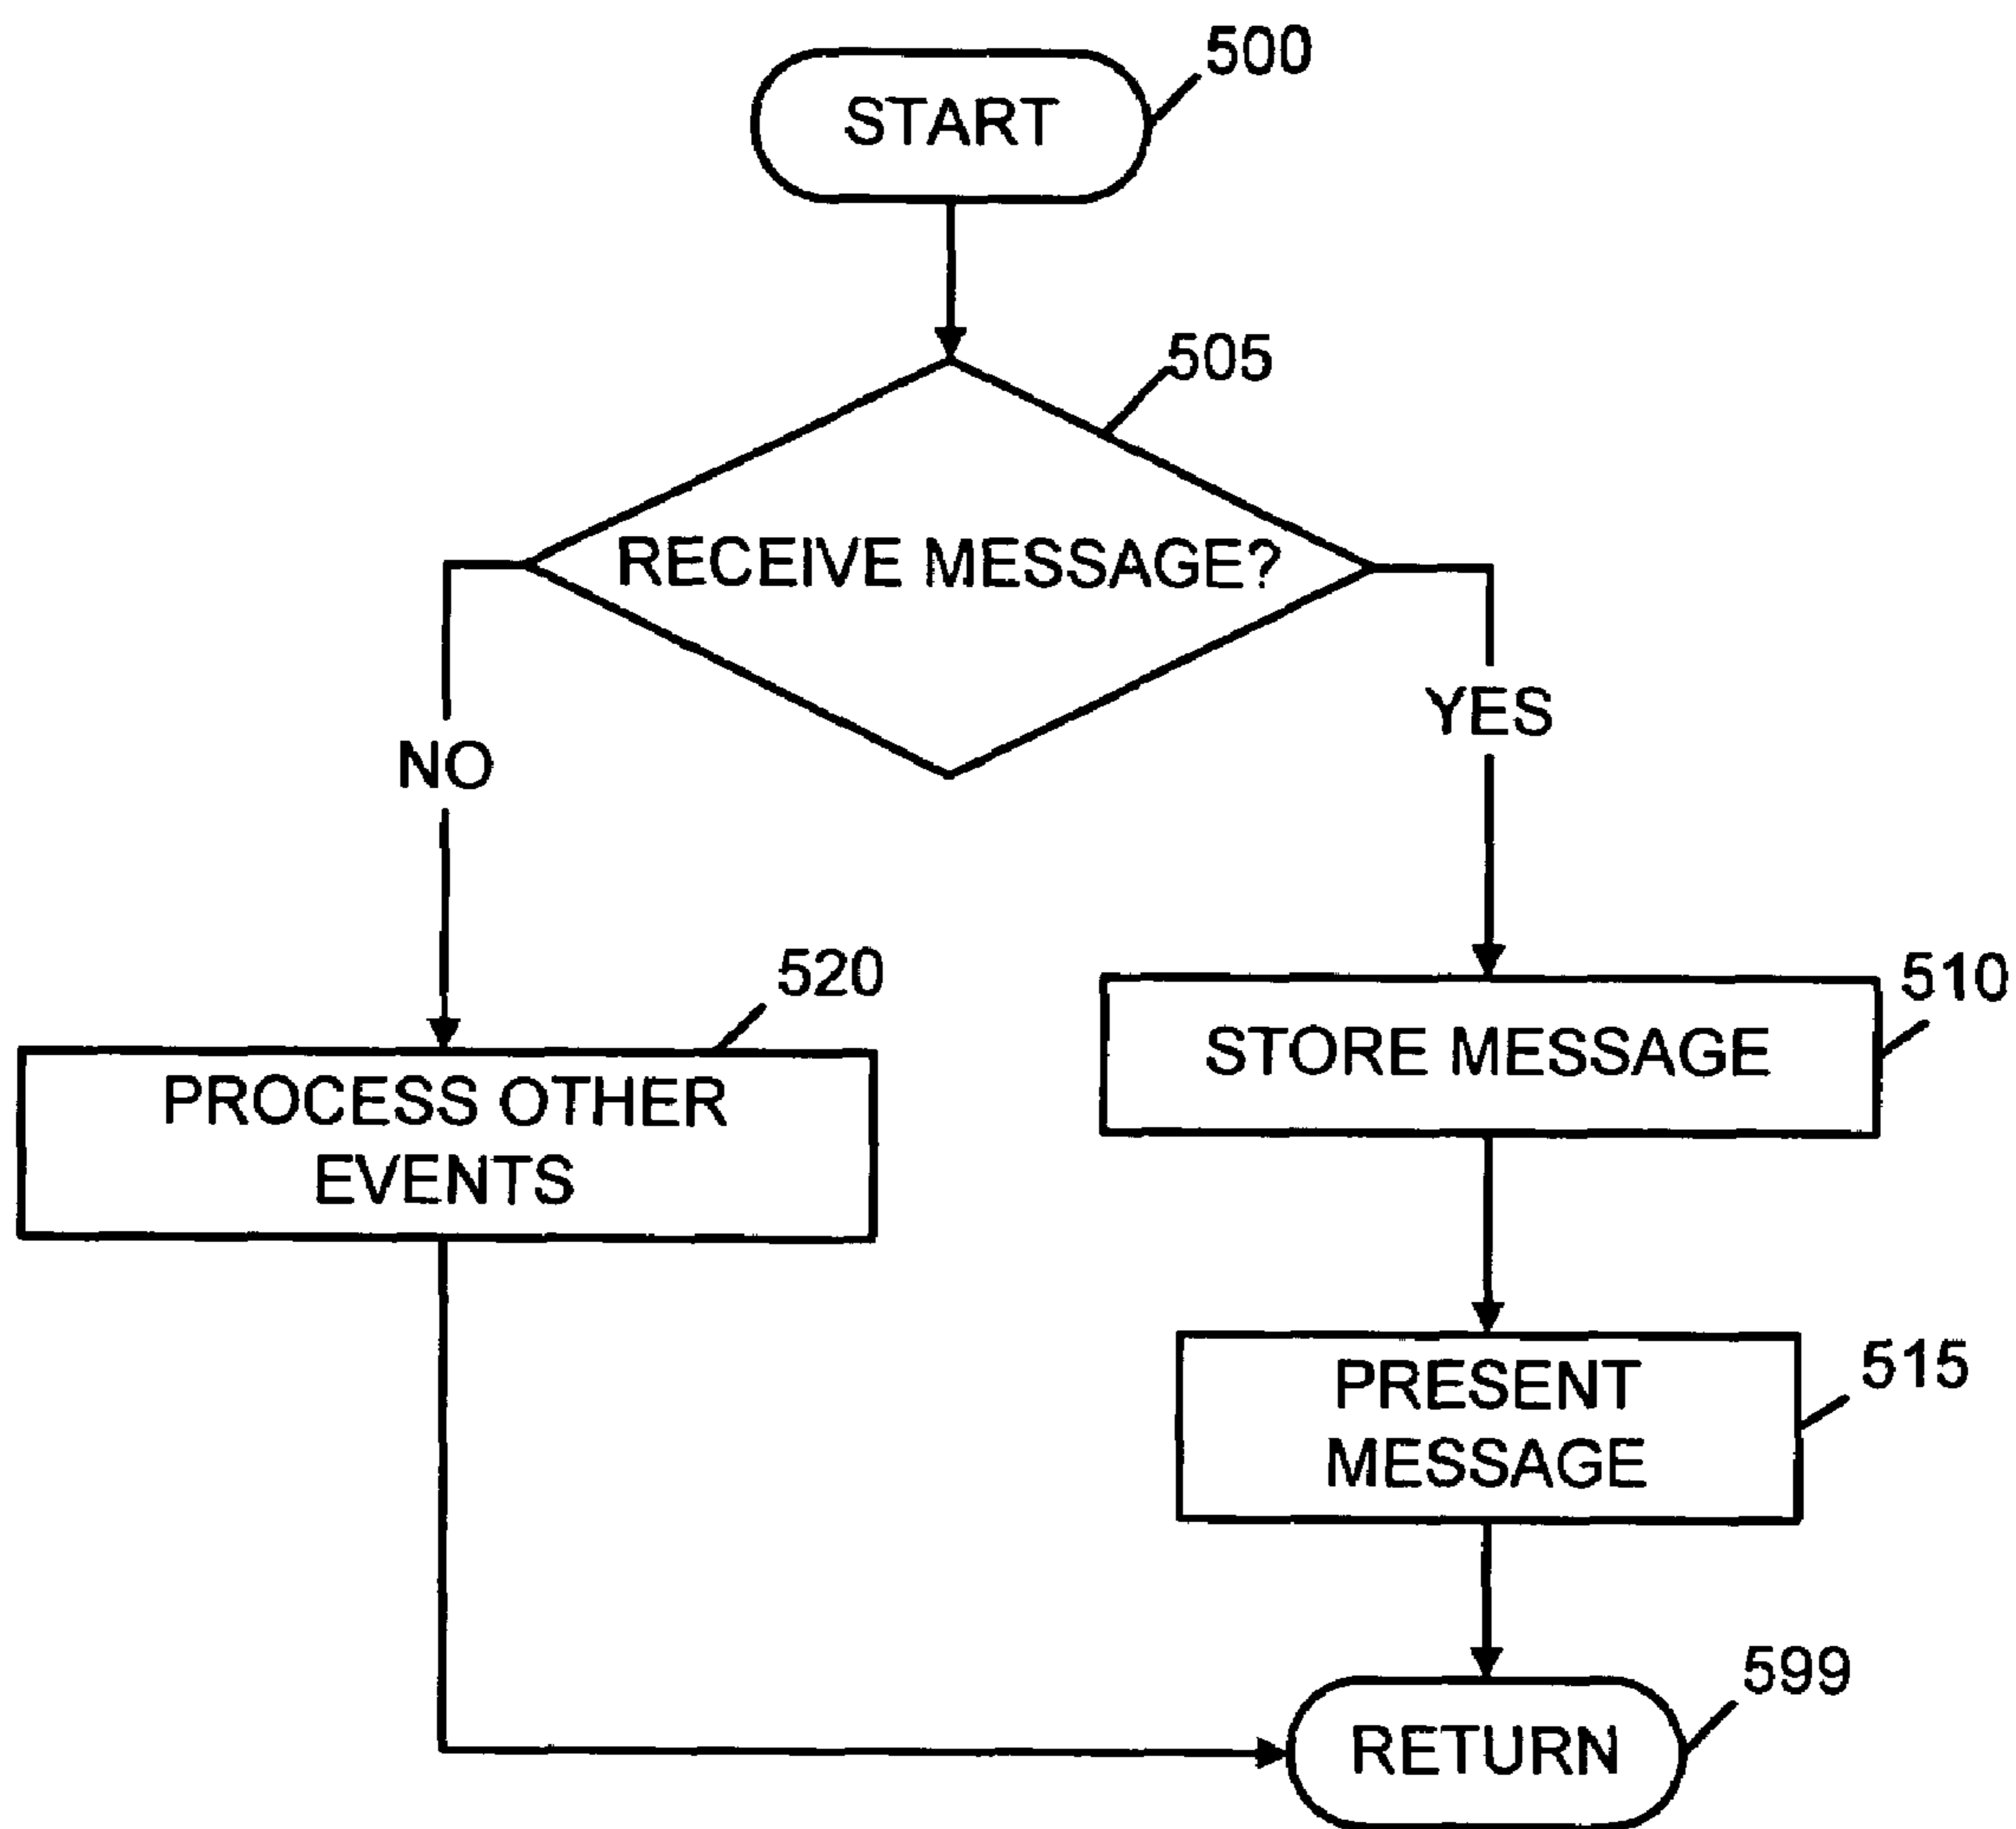 500
START
505
RECEIVE MESSAGE?
YES
NO
520
PROCESS OTHER
EVENTS
510
STORE MESSAGE
515
PRESENT
MESSAGE
599
RETURN